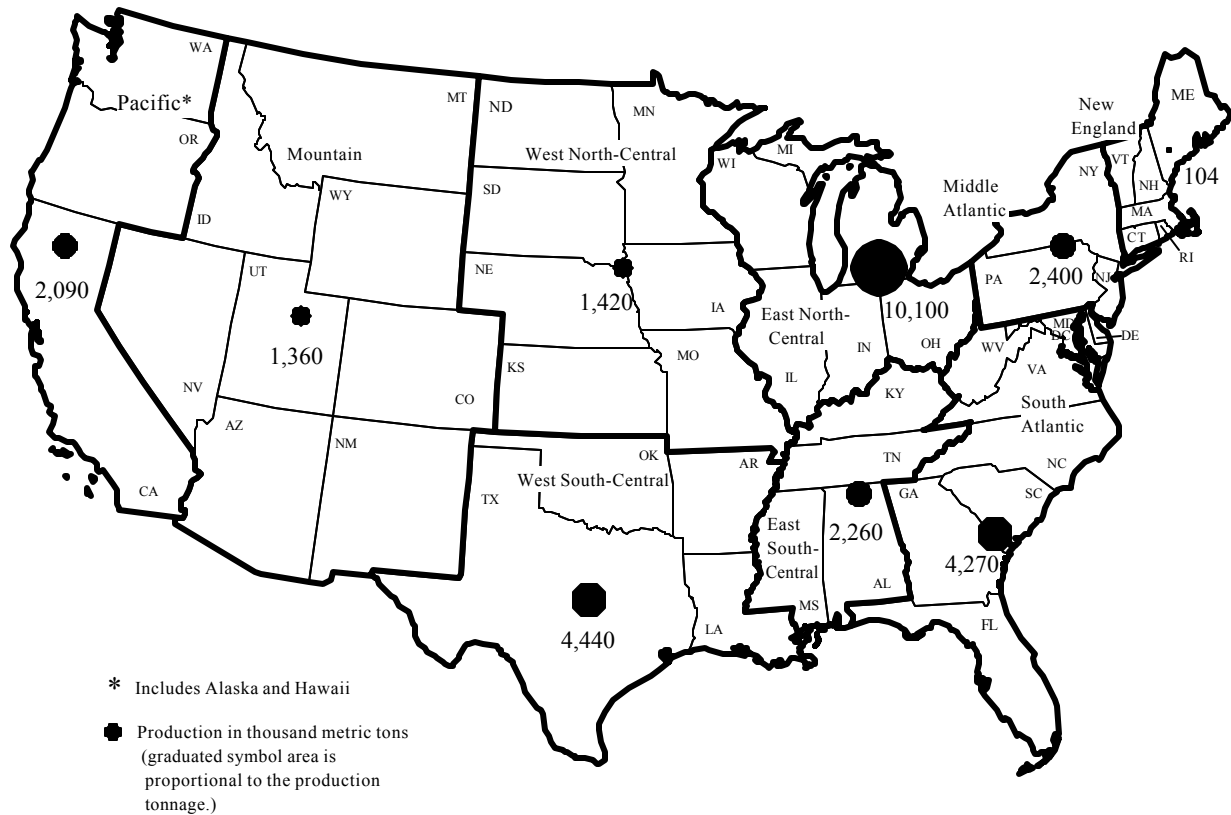 WA
ME
New
England
MT
ND
MN
Pacific*
OR
VT
Mountain
West North-Central
WI
MI
NY
NH
104
SD
Middle
Atlantic
WY
MA
ID
CT
RI
UT
NE
PA
2,400
NJ
2,090
1,420
IA
East North-
Central
10,100
MD
DC
DE
1,360
MO
IN
OH
WV
KS
IL
VA
NV
CO
KY
South
Atlantic
AZ
NM
OK
AR
TN
NC
West South-Central
CA
TX
GA
SC
East
South-
Central
2,260
4,270
AL
MS
4,440
LA
FL
* Includes Alaska and Hawaii
Production in thousand metric tons
(graduated symbol area is
proportional to the production
tonnage.)